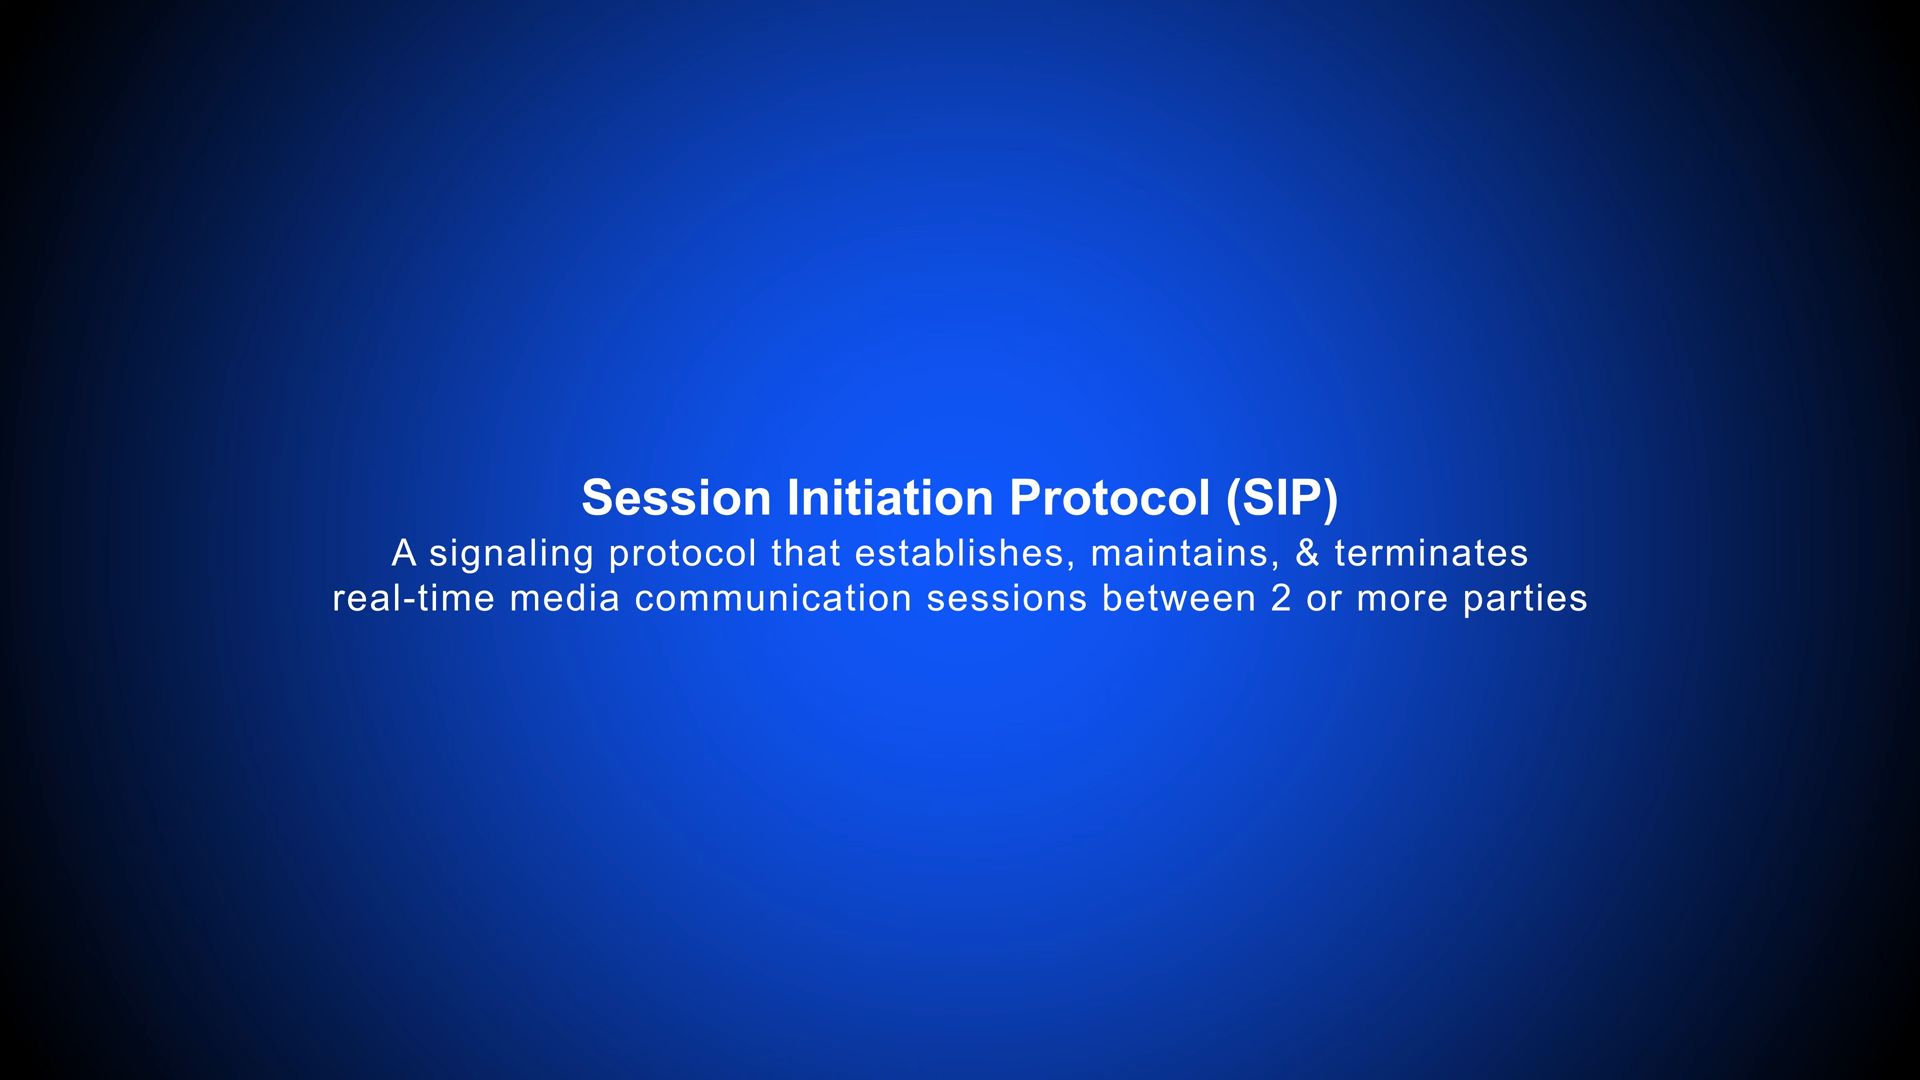 Session Initiation Protocol (SIP)
A signaling protocol that establishes, maintains, & terminates
real-time media communication sessions between 2 or more parties